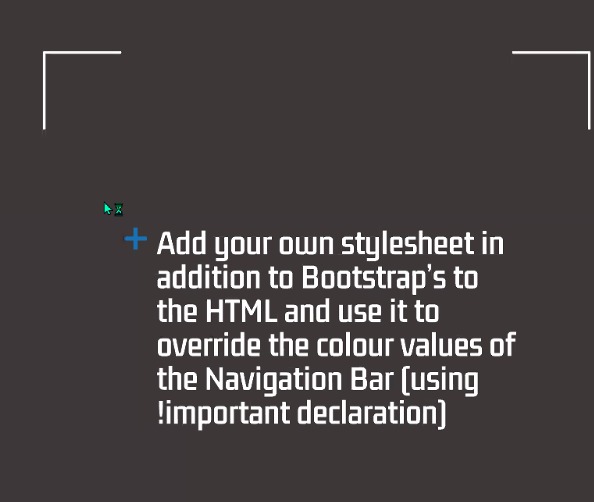 + Add your own stylesheet in
addition to Bootstrap's to
the HTML and use it to
override the colour values of
the Navigation Bar (using
!important declaration)